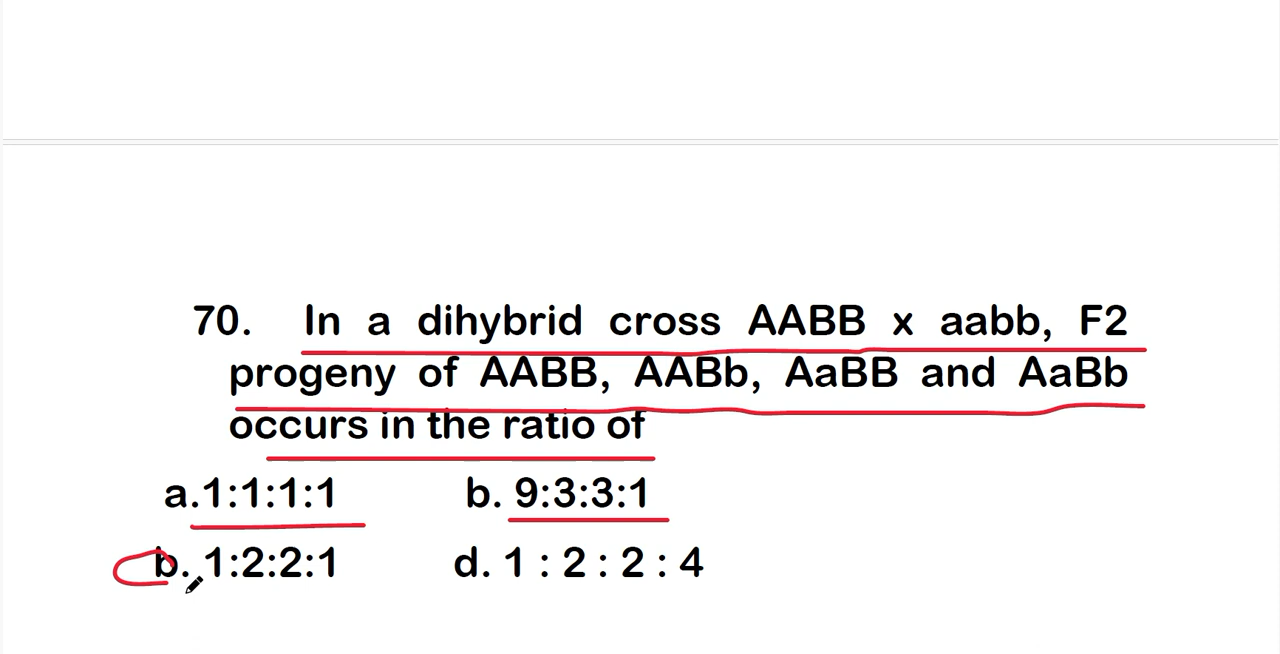 70. In a dihybrid cross AABB x aabb, F2
progeny of AABB, AABb, AaBB and AaBb
occurs in the ratio of
a.1:1:1:1 b. 9:3:3:1
b. 1:2:2:1 d. 1 : 2 : 2 : 4